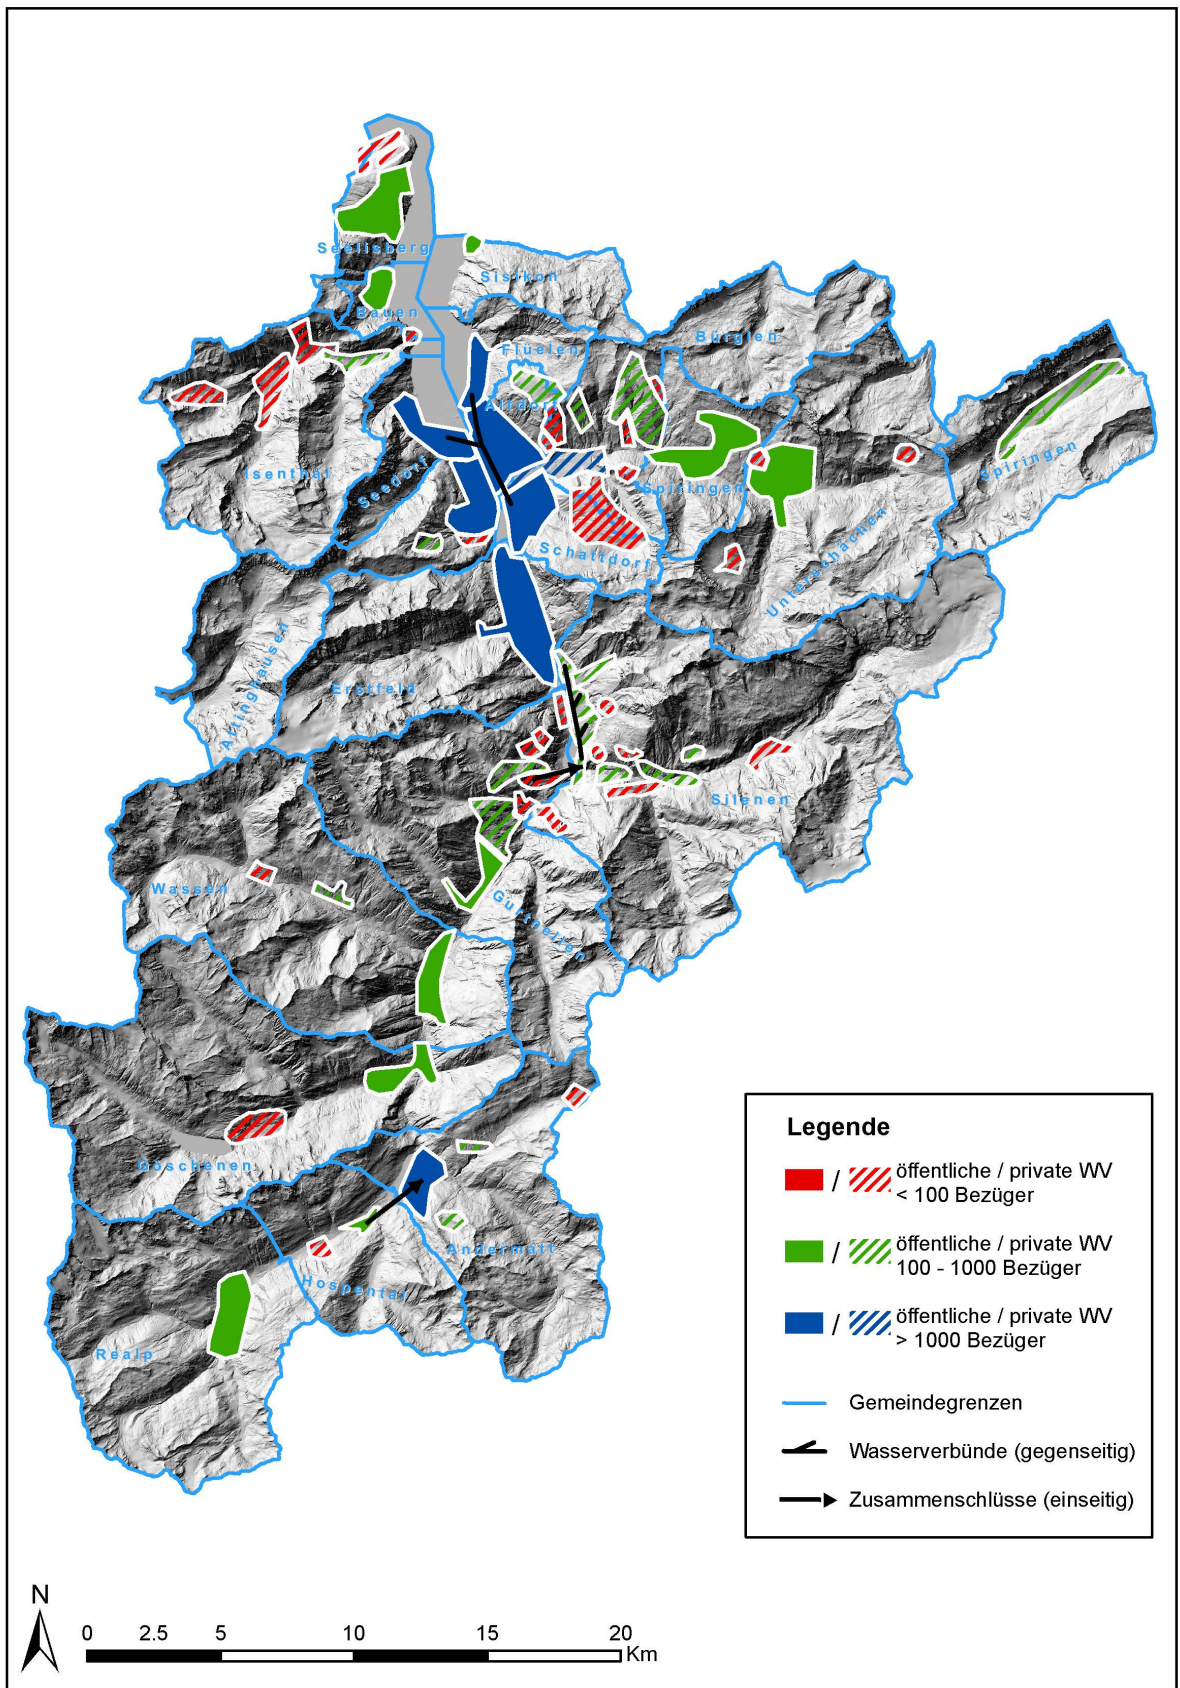 Seelisberg
Sisikon
Bauen
Bürglen
Flüelen
Altdorf
Isenthal
Seedorf
Spiringen
Spiringen
Schattdorf
Unterschächen
Attinghausen
Erstfeld
Silenen
Wassen
Gurtnellen
Göschenen
Andermatt
Hospental
Realp
Legende
/ öffentliche / private WV
< 100 Bezüger
/ öffentliche / private WV
100 - 1000 Bezüger
/ öffentliche / private WV
> 1000 Bezüger
Gemeindegrenzen
Wasserverbünde (gegenseitig)
Zusammenschlüsse (einseitig)
N
0 2.5 5 10 15 20
Km